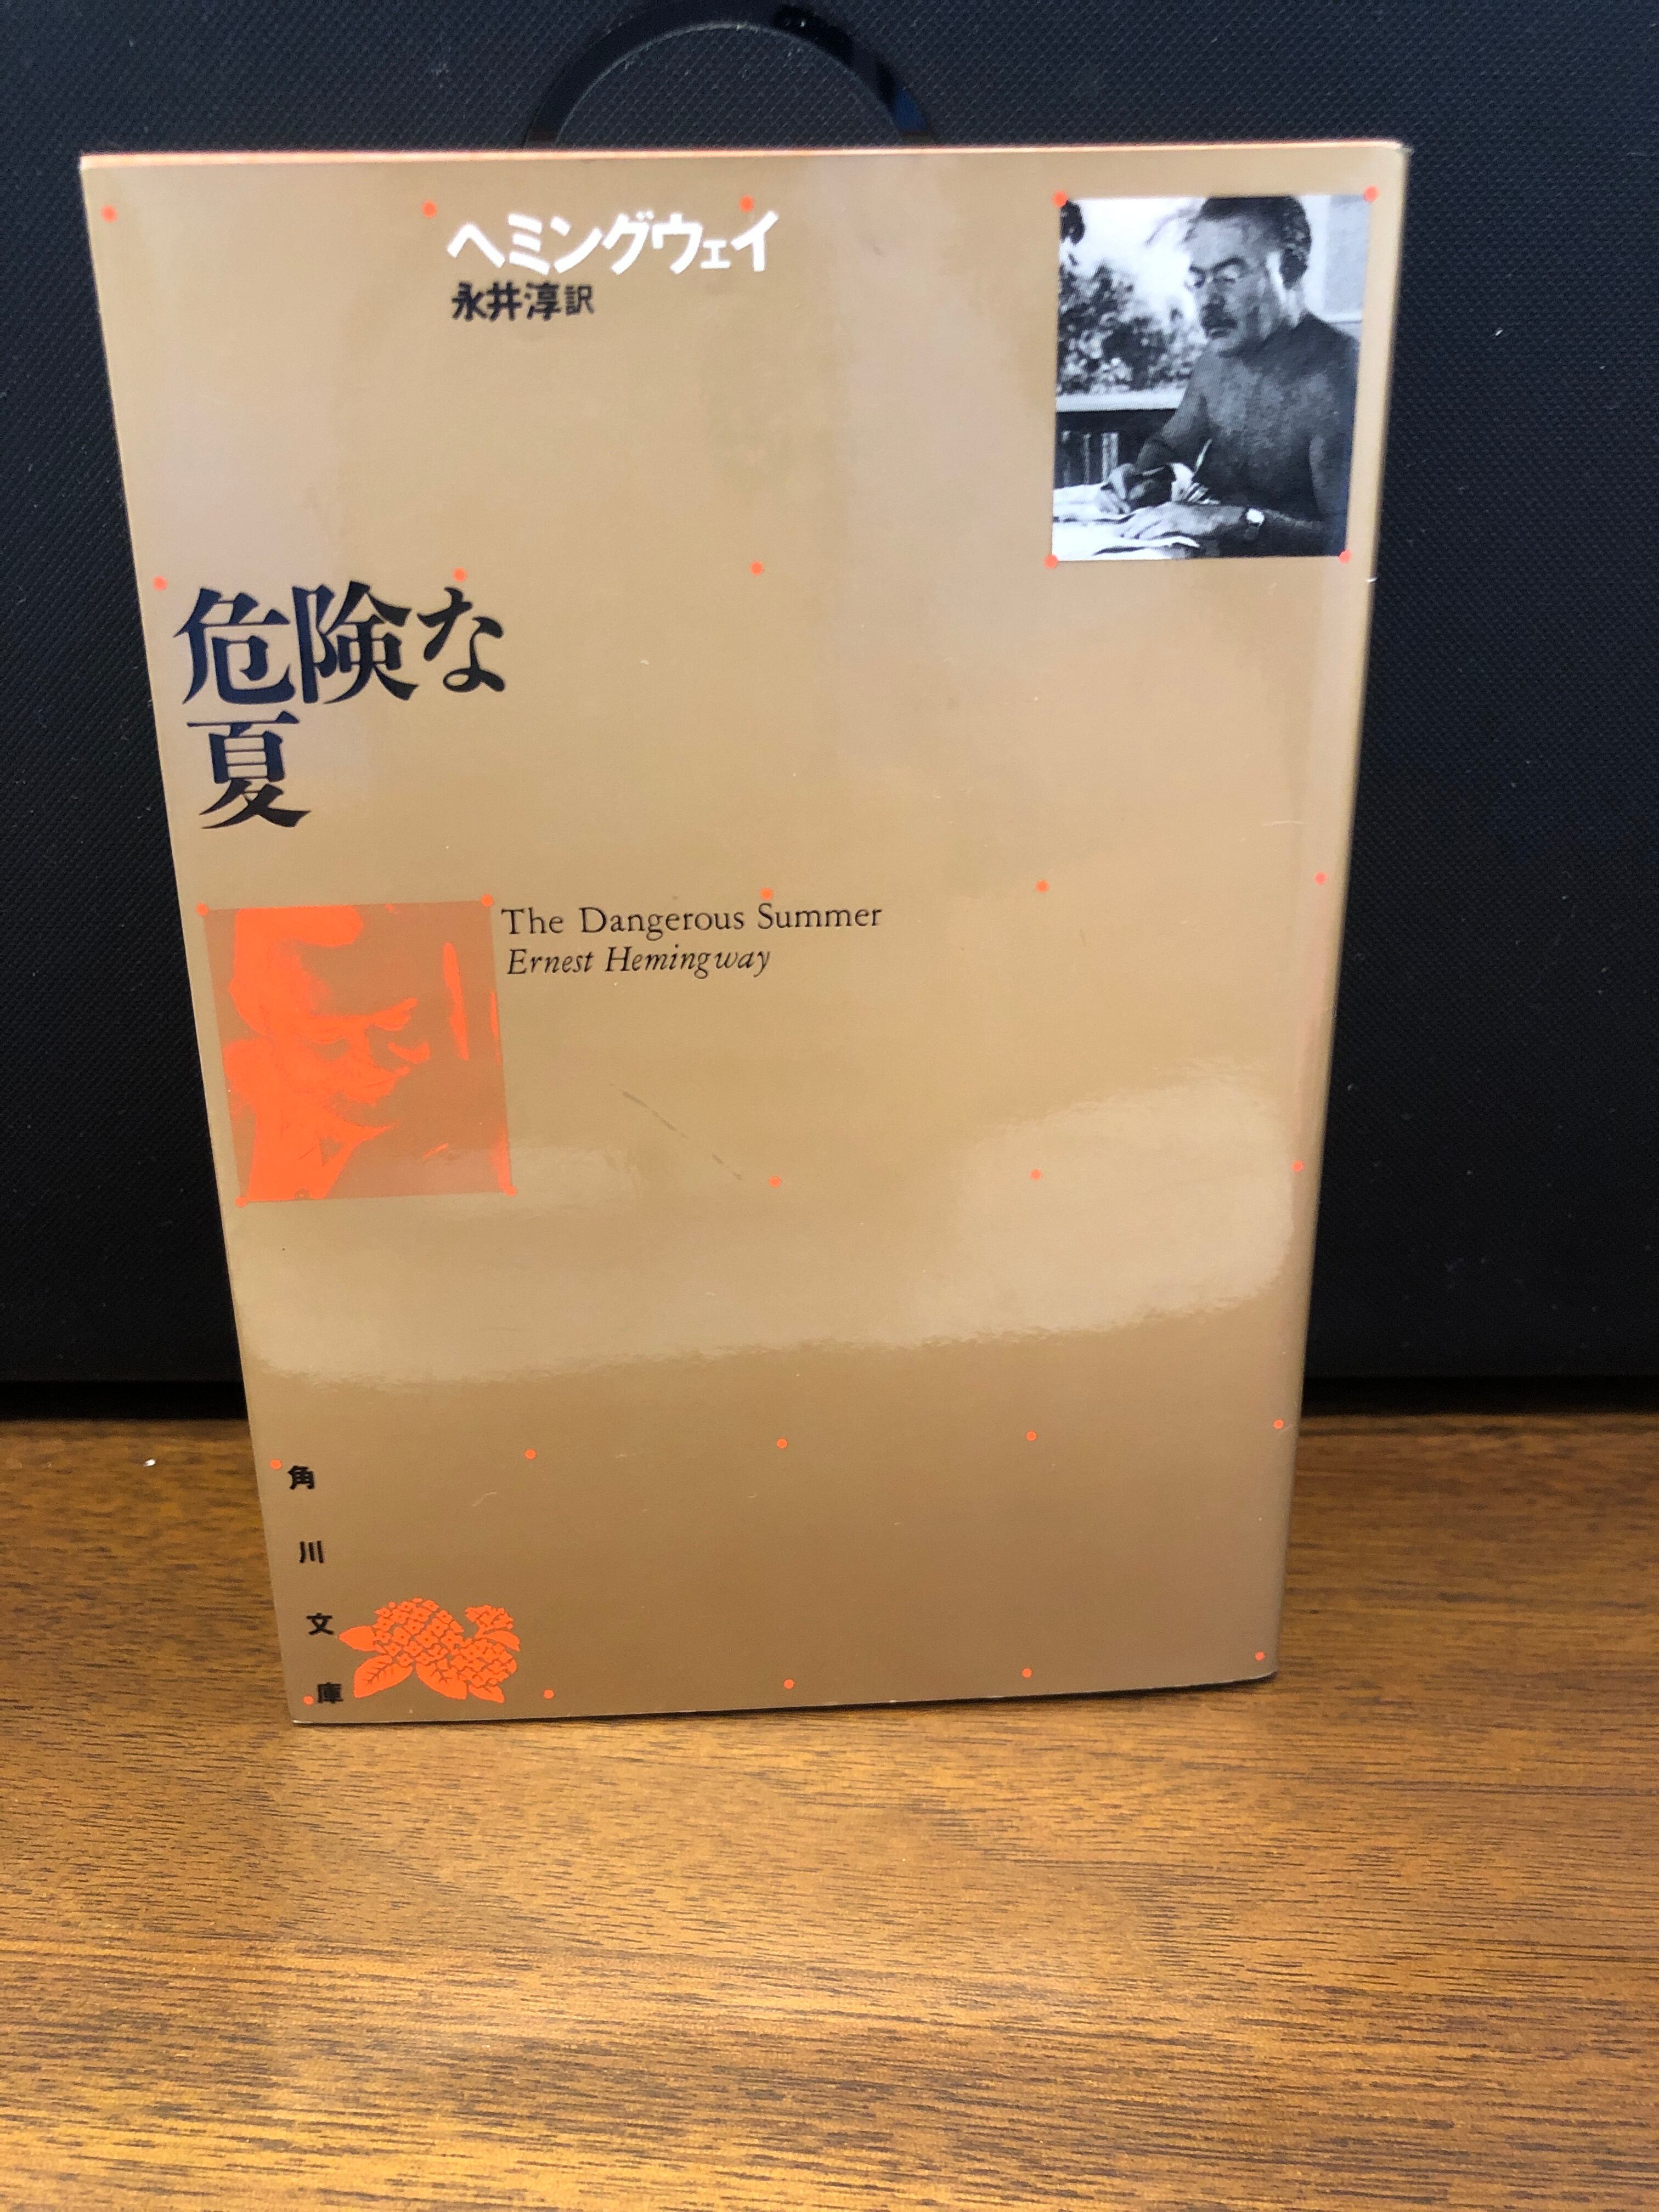 ヘミングウェイ
永井淳訳
危険な
夏
The Dangerous Summer
Ernest Hemingway
角川文庫